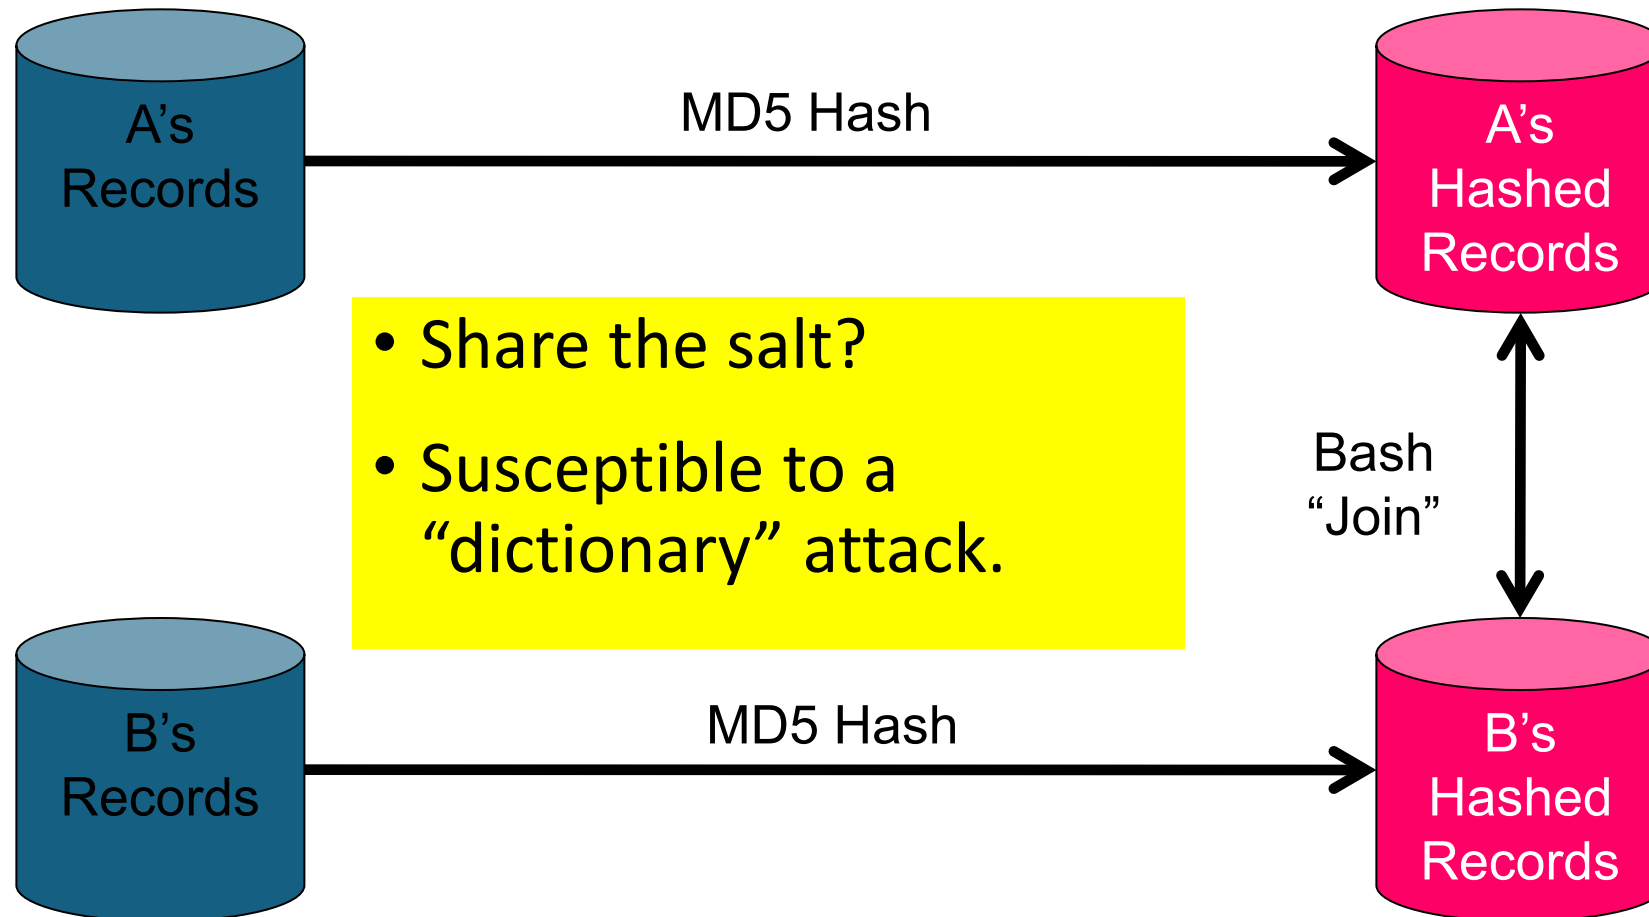 A’s
Records
MD5 Hash
A’s
Hashed
Records
• Share the salt?
• Susceptible to a
“dictionary” attack.
Bash
“Join”
B’s
Records
MD5 Hash
B’s
Hashed
Records